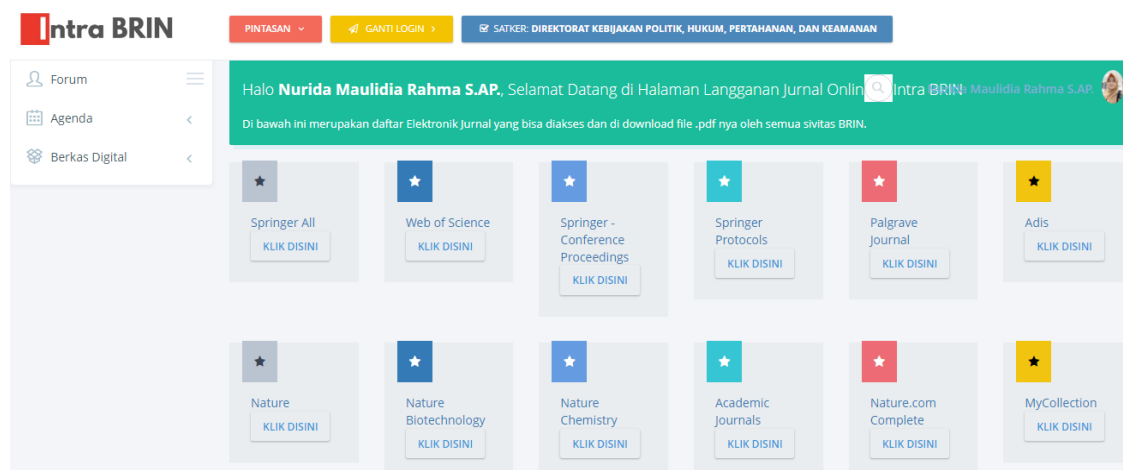 Intra BRIN
PINTASAN
GANTI LOGIN
SATKER: DIREKTORAT KEBIJAKAN POLITIK, HUKUM, PERTAHANAN, DAN KEAMANAN
Forum
Agenda
Berkas Digital
Halo Nurida Maulidia Rahma S.AP., Selamat Datang di Halaman Langganan Jurnal Onlin Intra BRIN
Maulidia Rahma S.AP.
Di bawah ini merupakan daftar Elektronik Jurnal yang bisa diakses dan di download file .pdf nya oleh semua sivitas BRIN.
Springer All
KLIK DISINI
Web of Science
KLIK DISINI
Springer -
Conference
Proceedings
KLIK DISINI
Springer
Protocols
KLIK DISINI
Palgrave
Journal
KLIK DISINI
Adis
KLIK DISINI
Nature
KLIK DISINI
Nature
Biotechnology
KLIK DISINI
Nature
Chemistry
KLIK DISINI
Academic
Journals
KLIK DISINI
Nature.com
Complete
KLIK DISINI
MyCollection
KLIK DISINI